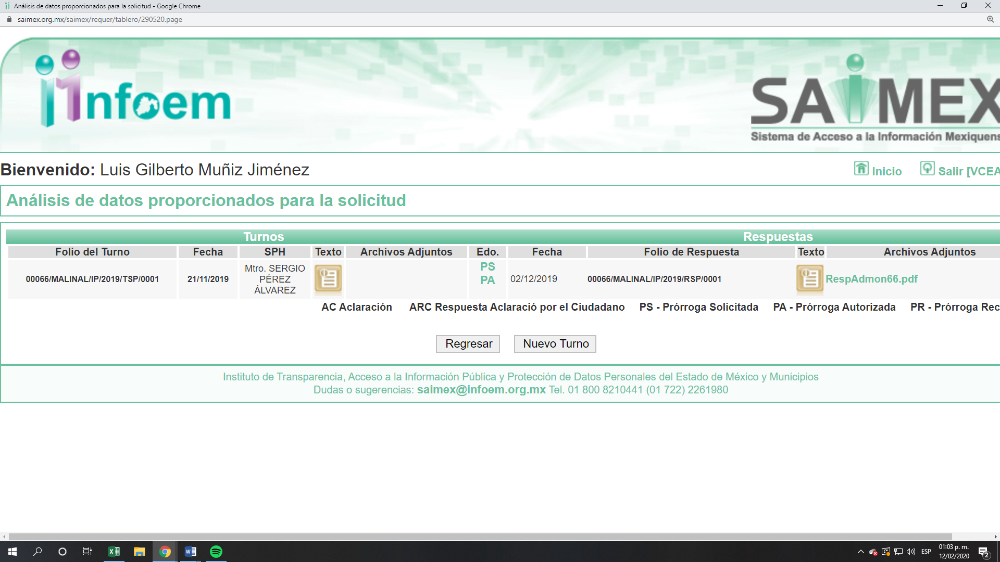 Análisis de datos proporcionados para la solicitud - Google Chrome
saimex.org.mx/saimex/requer/tablero/290520.page
infoem
SAIMEX
Sistema de Acceso a la Información Mexiquens
Bienvenido: Luis Gilberto Muñiz Jiménez
Inicio Salir [VCEA
Análisis de datos proporcionados para la solicitud
Turnos Respuestas
Folio del Turno Fecha SPH Texto Archivos Adjuntos Edo. Fecha Folio de Respuesta Texto Archivos Adjuntos
00066/MALINAL/IP/2019/TSP/0001 21/11/2019 Mtro. SERGIO
PÉREZ
ÁLVAREZ
PS
PA
02/12/2019 00066/MALINAL/IP/2019/RSP/0001 RespAdmon66.pdf
AC Aclaración ARC Respuesta Aclaració por el Ciudadano PS - Prórroga Solicitada PA - Prórroga Autorizada PR - Prórroga Rec
Regresar Nuevo Turno
Instituto de Transparencia, Acceso a la Información Pública y Protección de Datos Personales del Estado de México y Municipios
Dudas o sugerencias: saimex@infoem.org.mx Tel. 01 800 8210441 (01 722) 2261980
ESP 01:03 p. m.
12/02/2020
2